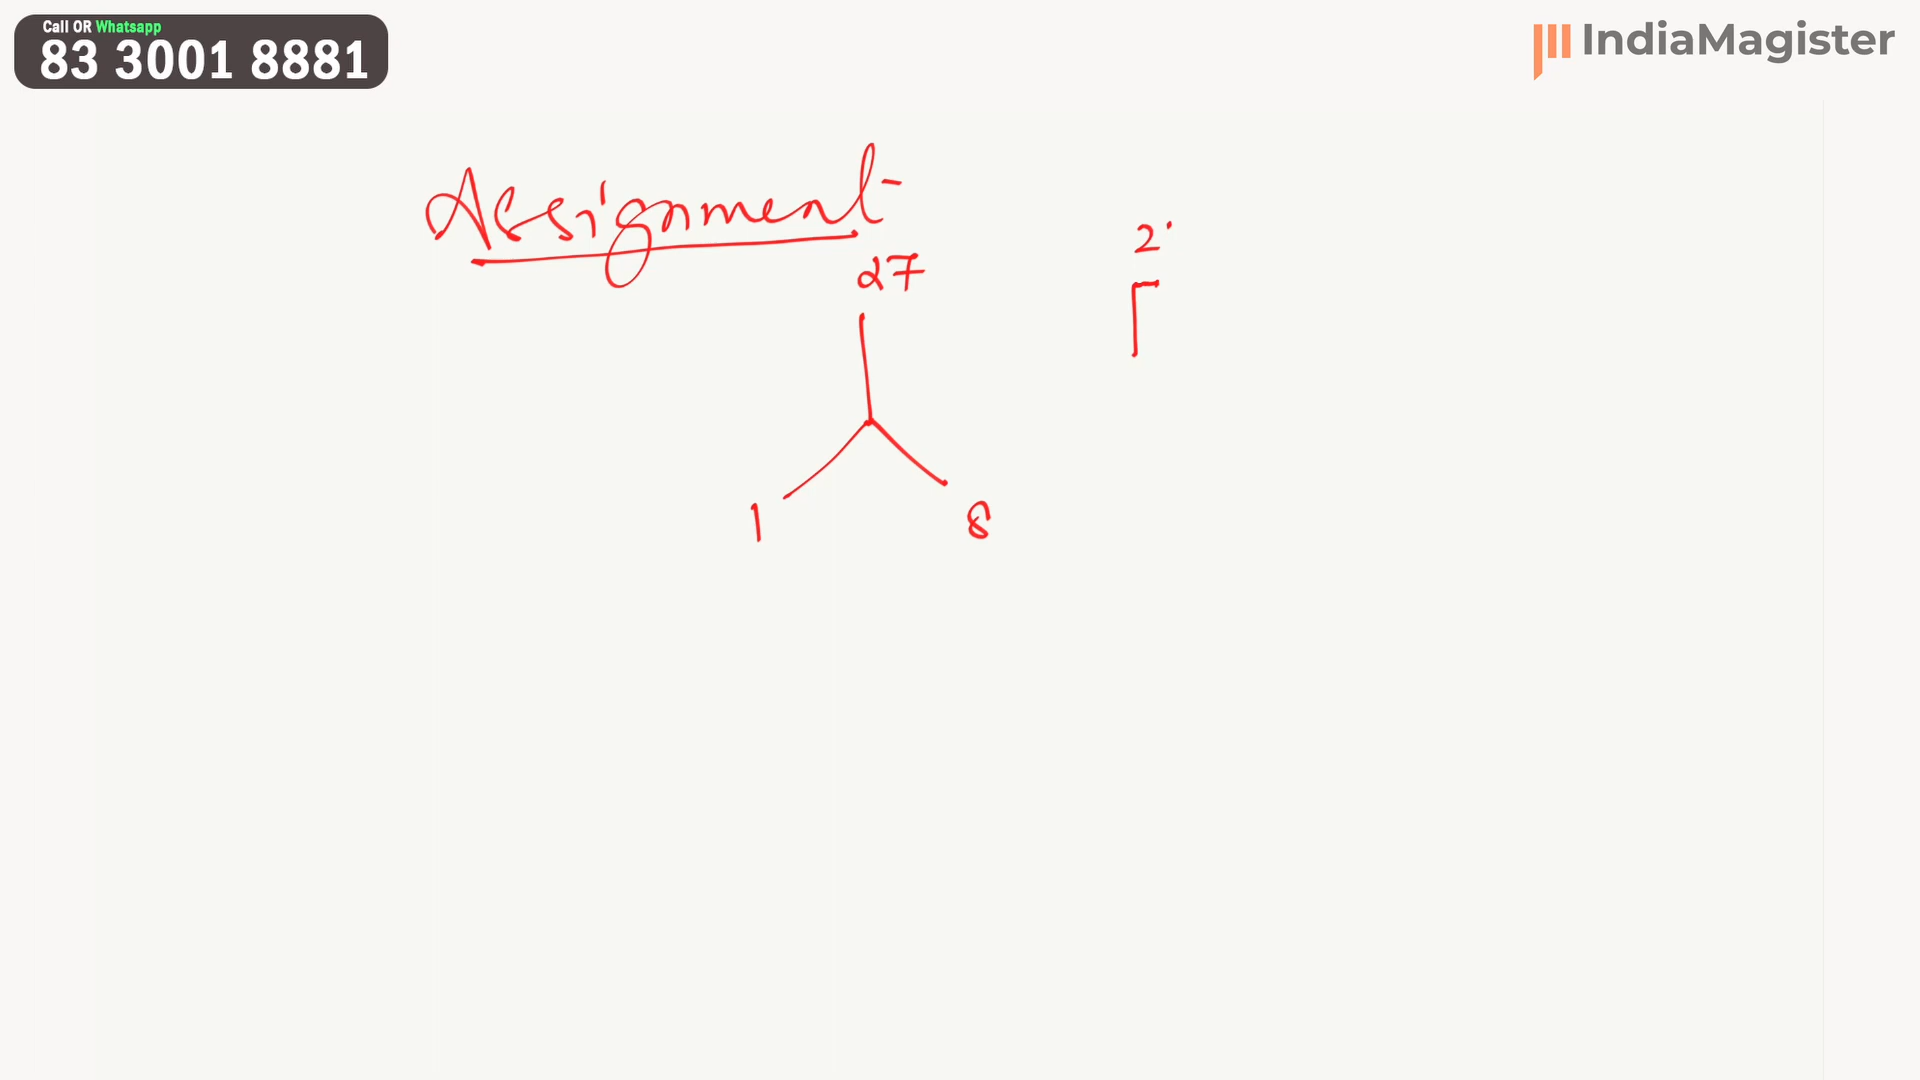 Call OR Whatsapp
83 3001 8881
IndiaMagister
Assignment
27
2
1
8